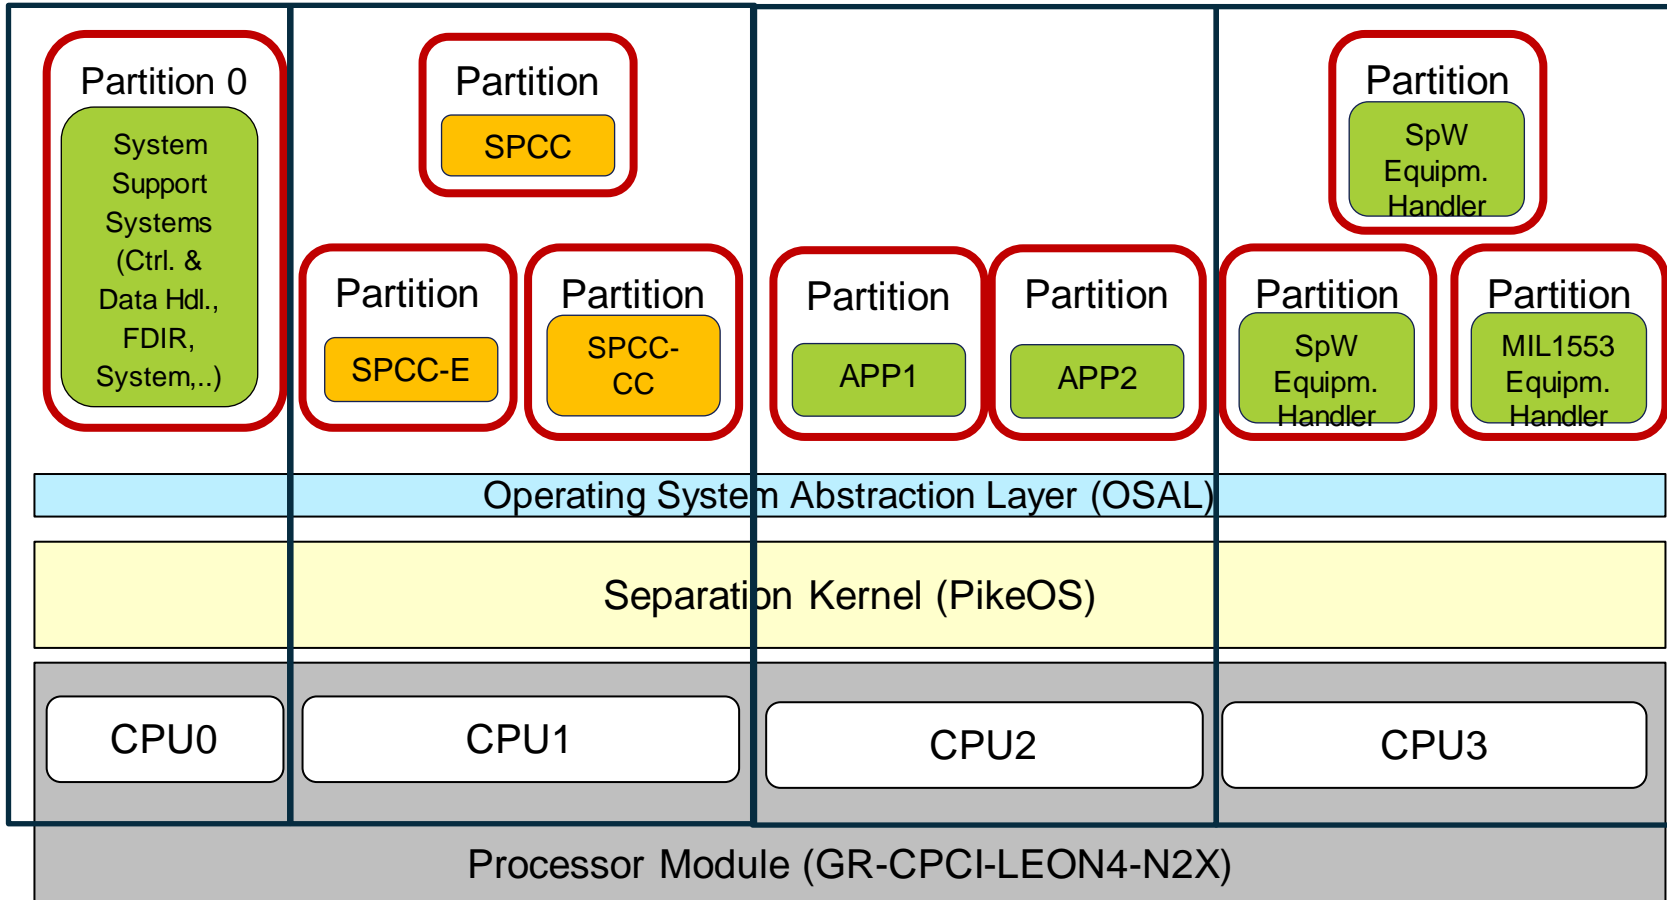 Partition 0
System
Support
Systems
(Ctrl. &
Data Hdl.,
FDIR,
System,..)
Partition
SPCC
Partition
SPCC-E
Partition
SPCC-
CC
Partition
APP1
Partition
APP2
Partition
SpW
Equipm.
Handler
Partition
SpW
Equipm.
Handler
Partition
MIL1553
Equipm.
Handler
Operating System Abstraction Layer (OSAL)
Separation Kernel (PikeOS)
CPU0
CPU1
CPU2
CPU3
Processor Module (GR-CPCI-LEON4-N2X)